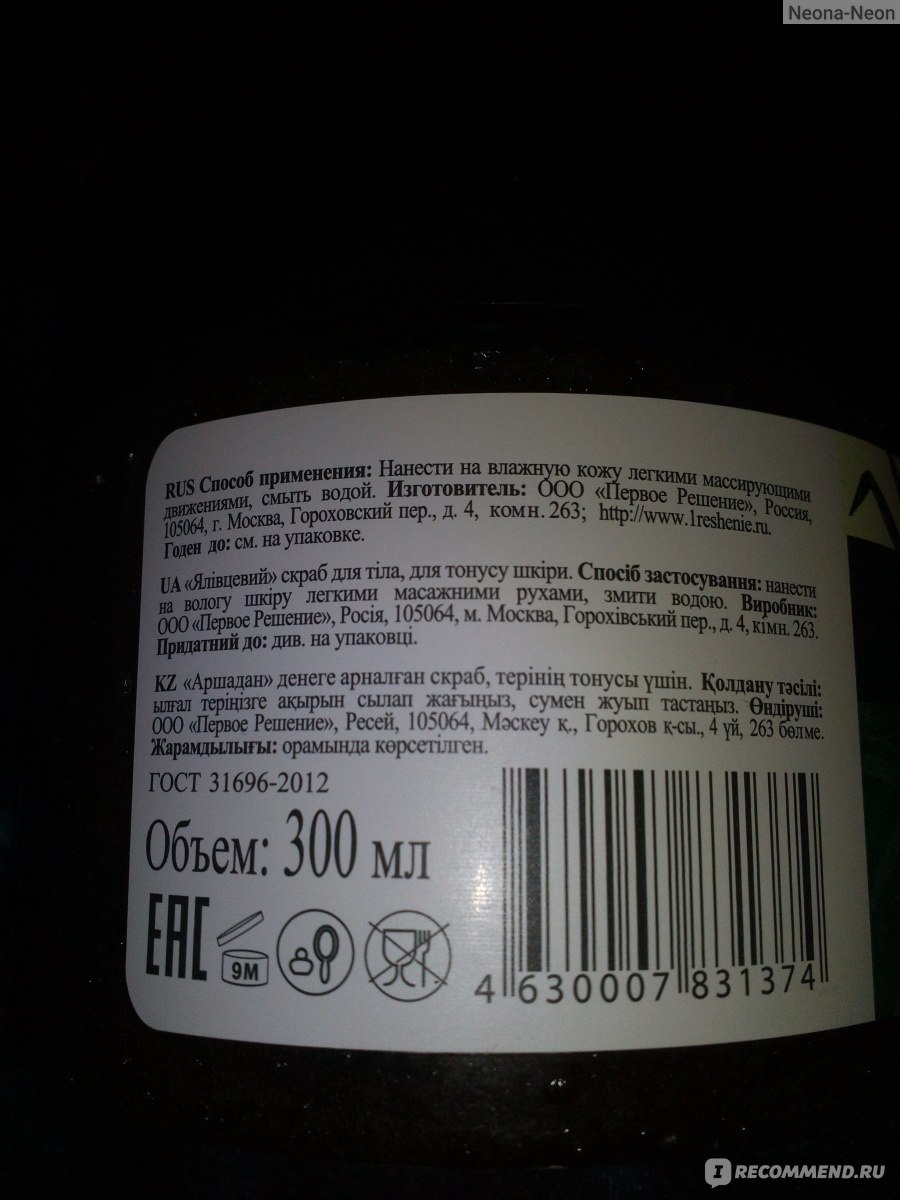 Neona-Neon
RUS Способ применения: Нанести на влажную кожу легкими массирующими
движениями, смыть водой. Изготовитель: ООО «Первое Решение», Россия,
105064, г. Москва, Гороховский пер., д. 4, комн. 263; http://www.1reshenie.ru.
Годен до: см. на упаковке.
UA «Ялівцевий» скраб для тіла, для тонусу шкіри. Спосіб застосування: нанести
на вологу шкіру легкими масажними рухами, змити водою. Виробник:
ООО «Первое Решение», Росія, 105064, м. Москва, Горохівський пер., д. 4, кімн. 263.
Придатний до: див. на упаковці.
KZ «Аршадан» денеге арналған скраб, терінің тонусы үшін. Қолдану тәсілі:
ылғал теріңізге ақырын сылап жағыңыз, сумен жуып тастаңыз. Өндіруші:
ООО «Первое Решение», Ресей, 105064, Мәскеу қ., Горохов қ-сы., 4 үй, 263 бөлме.
Жарамдылығы: орамында көрсетілген.
ГОСТ 31696-2012
Объем: 300 мл
EAC
9M
4 630007 831374
IRECOMMEND.RU